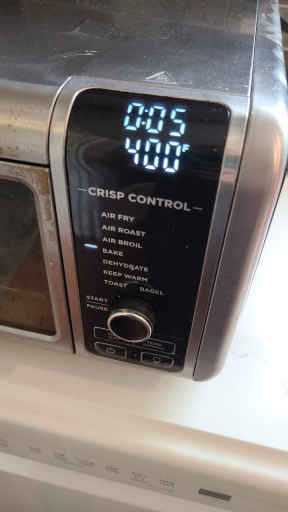 0:05
400°F
CRISP CONTROL
AIR FRY
AIR ROAST
AIR BROIL
BAKE
DEHYDRATE
KEEP WARM
TOAST BAGEL
START
PAUSE